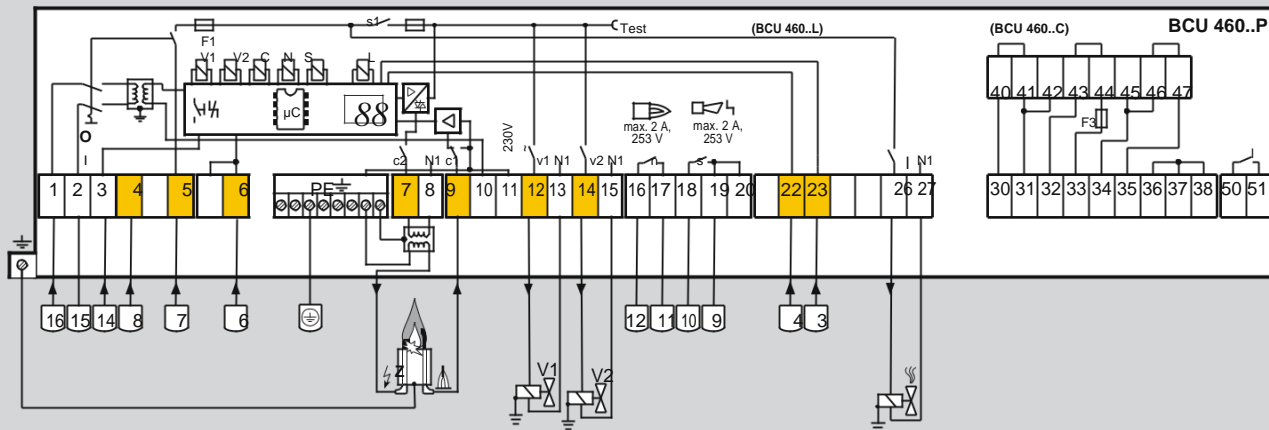 s1 Test (BCU 460..L) (BCU 460..C) BCU 460..P
F1
V1 V2 C N S L
µC 88
40 41 42 43 44 45 46 47
max. 2 A, 253 V
max. 2 A, 253 V
F3
230V
~
O
I
c2 N1 c1 v1 N1 v2 N1 s I N1
1 2 3 4 5 6 PE 7 8 9 10 11 12 13 14 15 16 17 18 19 20 22 23 26 27 30 31 32 33 34 35 36 37 38 50 51
16 15 14 8 7 6 12 11 10 9 4 3
Z V1 V2